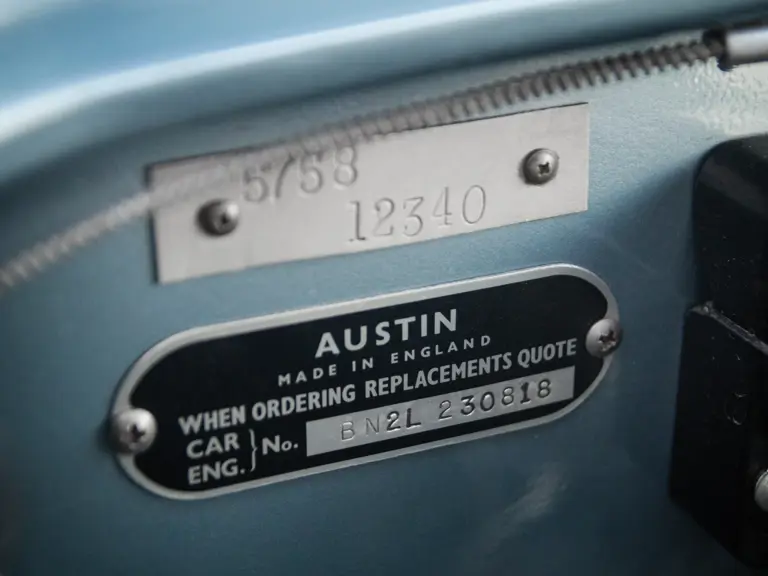 5758
12340
AUSTIN
MADE IN ENGLAND
WHEN ORDERING REPLACEMENTS QUOTE
CAR
ENG. } No. BN2L 230818